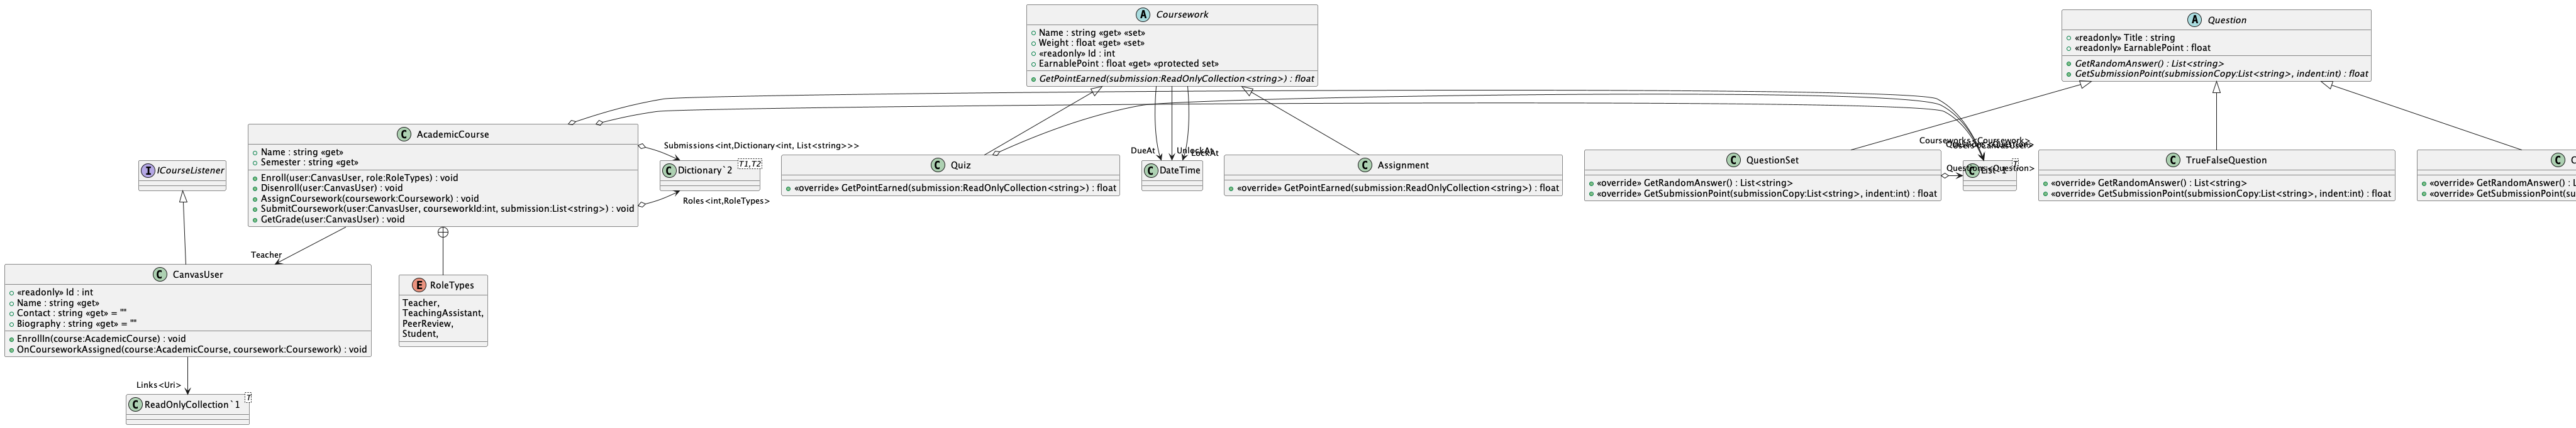 Coursework
Name : string «get» «set»
Weight : float «get» «set»
«readonly» Id : int
EarnablePoint : float «get» «protected set»
GetPointEarned(submission:ReadOnlyCollection<string>) : float
Question
«readonly» Title : string
«readonly» EarnablePoint : float
GetRandomAnswer() : List<string>
GetSubmissionPoint(submissionCopy:List<string>, indent:int) : float
AcademicCourse
Name : string «get»
Semester : string «get»
Enroll(user:CanvasUser, role:RoleTypes) : void
Disenroll(user:CanvasUser) : void
AssignCoursework(coursework:Coursework) : void
SubmitCoursework(user:CanvasUser, courseworkId:int, submission:List<string>) : void
GetGrade(user:CanvasUser) : void
Submissions<int,Dictionary<int, List<string>>>
Dictionary`2
T1,T2
Roles<int,RoleTypes>
ICourseListener
Quiz
«override» GetPointEarned(submission:ReadOnlyCollection<string>) : float
DueAt
UnlockAt
LockAt
DateTime
Assignment
«override» GetPointEarned(submission:ReadOnlyCollection<string>) : float
QuestionSet
«override» GetRandomAnswer() : List<string>
«override» GetSubmissionPoint(submissionCopy:List<string>, indent:int) : float
Courseworks<Coursework>
Questions<Question>
T
TrueFalseQuestion
«override» GetRandomAnswer() : List<string>
«override» GetSubmissionPoint(submissionCopy:List<string>, indent:int) : float
C
«override» GetRandomAnswer() : L
«override» GetSubmissionPoint(su
Teacher
CanvasUser
«readonly» Id : int
Name : string «get»
Contact : string «get» = ""
Biography : string «get» = ""
EnrollIn(course:AcademicCourse) : void
OnCourseworkAssigned(course:AcademicCourse, coursework:Coursework) : void
RoleTypes
Teacher,
TeachingAssistant,
PeerReview,
Student,
Links<Uri>
ReadOnlyCollection`1
T